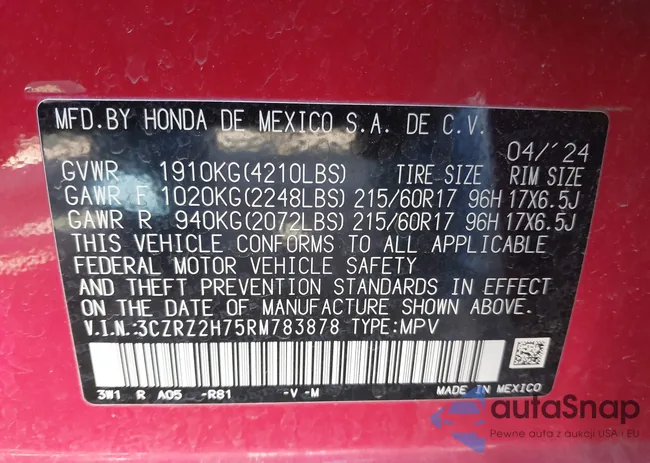 MFD.BY HONDA DE MEXICO S.A. DE C.V.
04/'24
GVWR 1910KG(4210LBS) TIRE SIZE RIM SIZE
GAWR F 1020KG(2248LBS) 215/60R17 96H 17X6.5J
GAWR R 940KG(2072LBS) 215/60R17 96H 17X6.5J
THIS VEHICLE CONFORMS TO ALL APPLICABLE
FEDERAL MOTOR VEHICLE SAFETY
AND THEFT PREVENTION STANDARDS IN EFFECT
ON THE DATE OF MANUFACTURE SHOWN ABOVE.
V.I.N.:3CZRZ2H75RM783878 TYPE:MPV
3W1 R A05 -R81 -V -M MADE IN MEXICO
autaSnap
Pewne auta z aukcji USA i EU